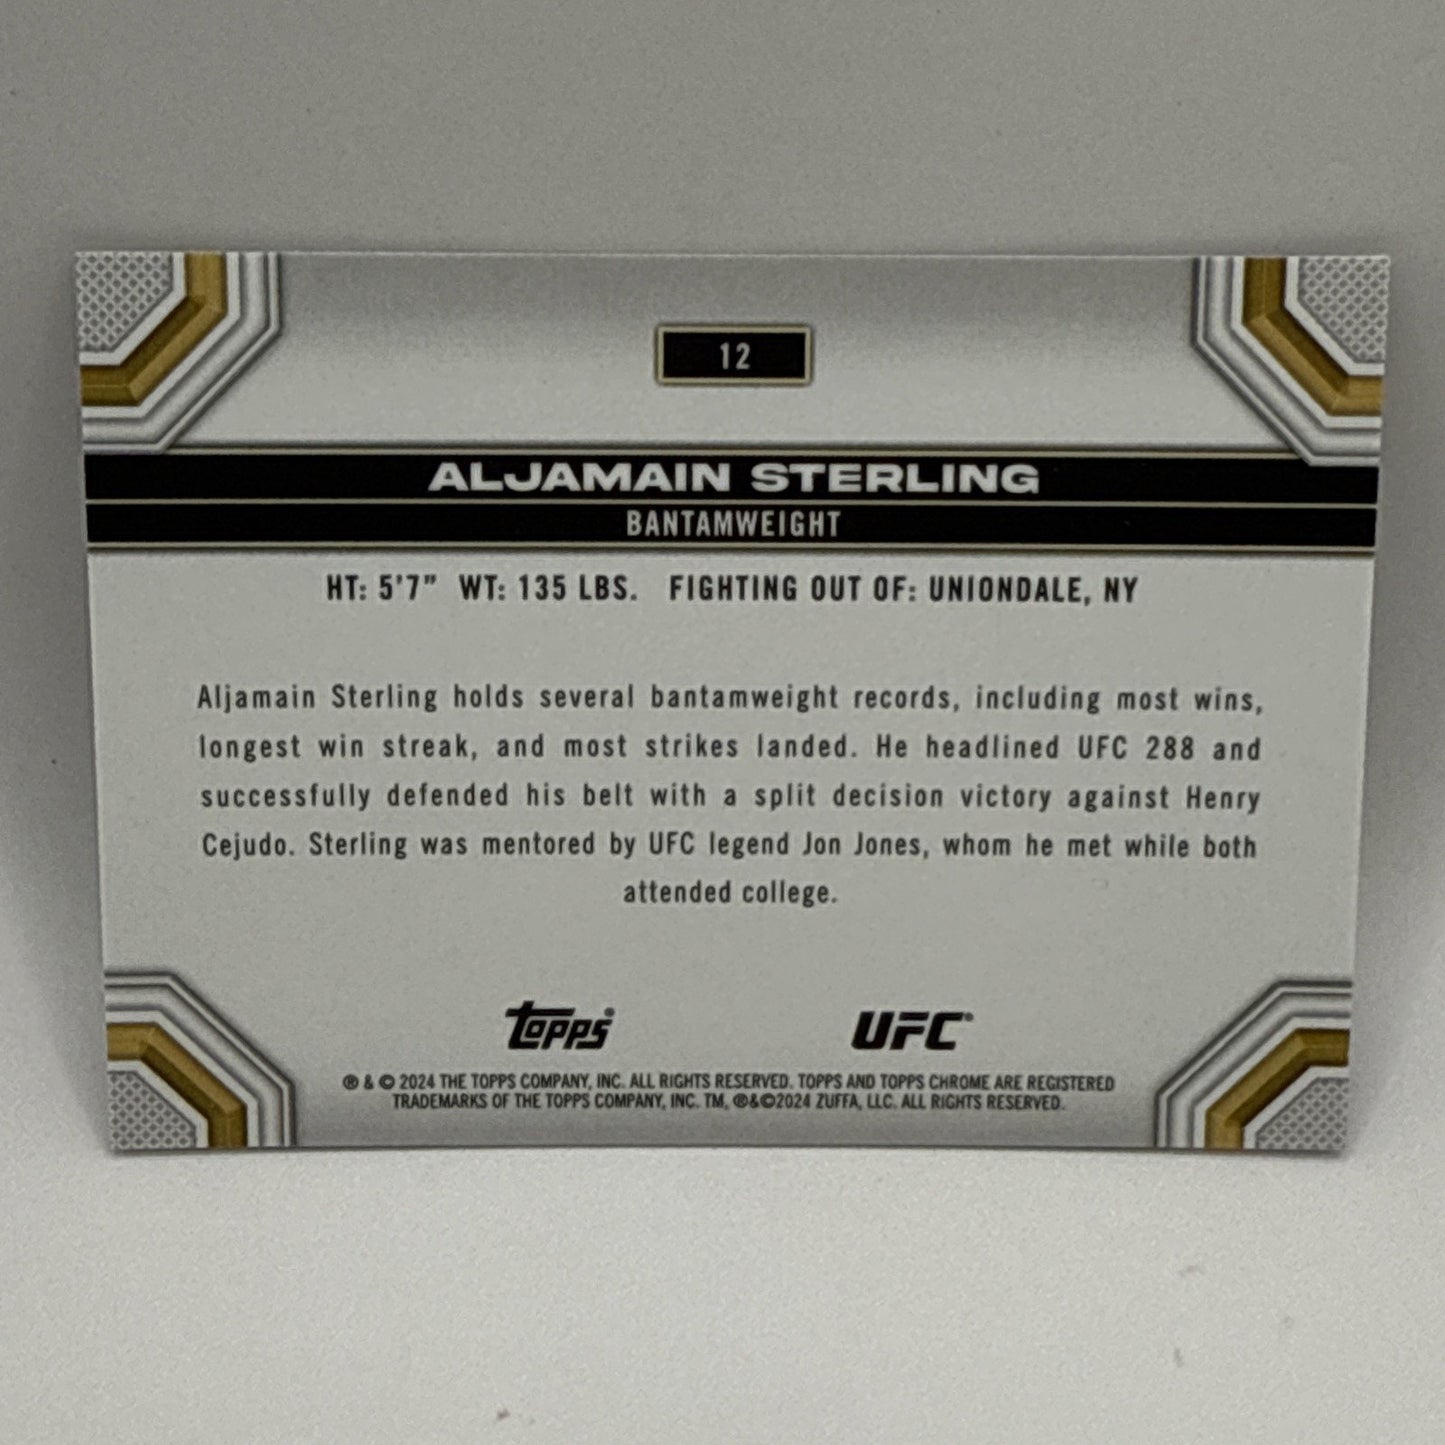 12
ALJAMAIN STERLING
BANTAMWEIGHT
HT: 5'7" WT: 135 LBS. FIGHTING OUT OF: UNIONDALE, NY
Aljamain Sterling holds several bantamweight records, including most wins,
longest win streak, and most strikes landed. He headlined UFC 288 and
successfully defended his belt with a split decision victory against Henry
Cejudo. Sterling was mentored by UFC legend Jon Jones, whom he met while both
attended college.
Topps® UFC®
® & © 2024 THE TOPPS COMPANY, INC. ALL RIGHTS RESERVED. TOPPS AND TOPPS CHROME ARE REGISTERED
TRADEMARKS OF THE TOPPS COMPANY, INC. TM, ®&©2024 ZUFFA, LLC. ALL RIGHTS RESERVED.